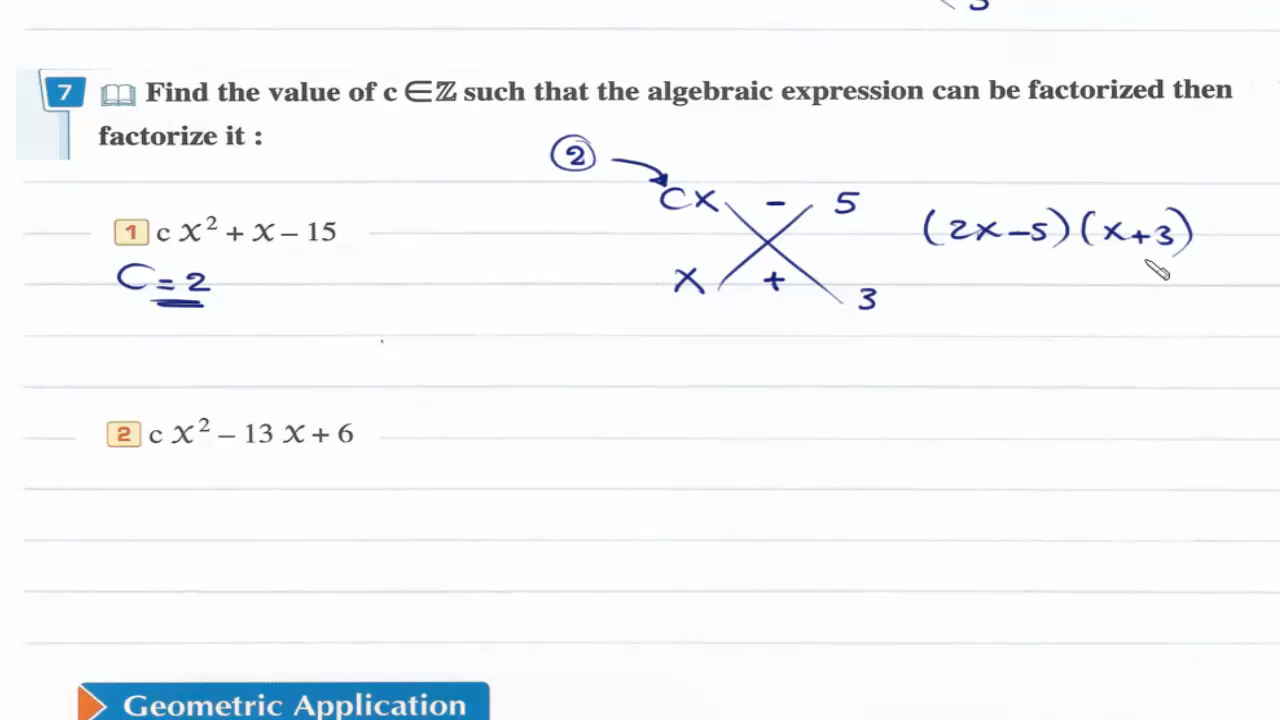 3
7 Find the value of c ∈ ℤ such that the algebraic expression can be factorized then
factorize it :
2
cx - 5
1 c x² + x – 15
(2x-5)(x+3)
C = 2
x + 3
2 c x² – 13 x + 6
Geometric Application